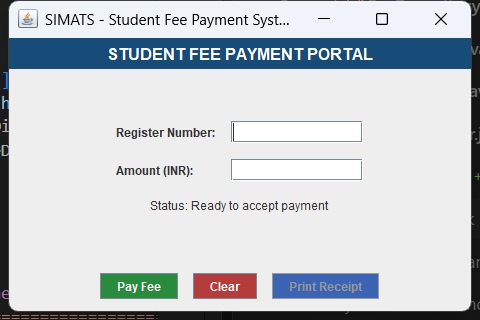 SIMATS - Student Fee Payment Syst...
STUDENT FEE PAYMENT PORTAL
Register Number:
Amount (INR):
Status: Ready to accept payment
Pay Fee Clear Print Receipt